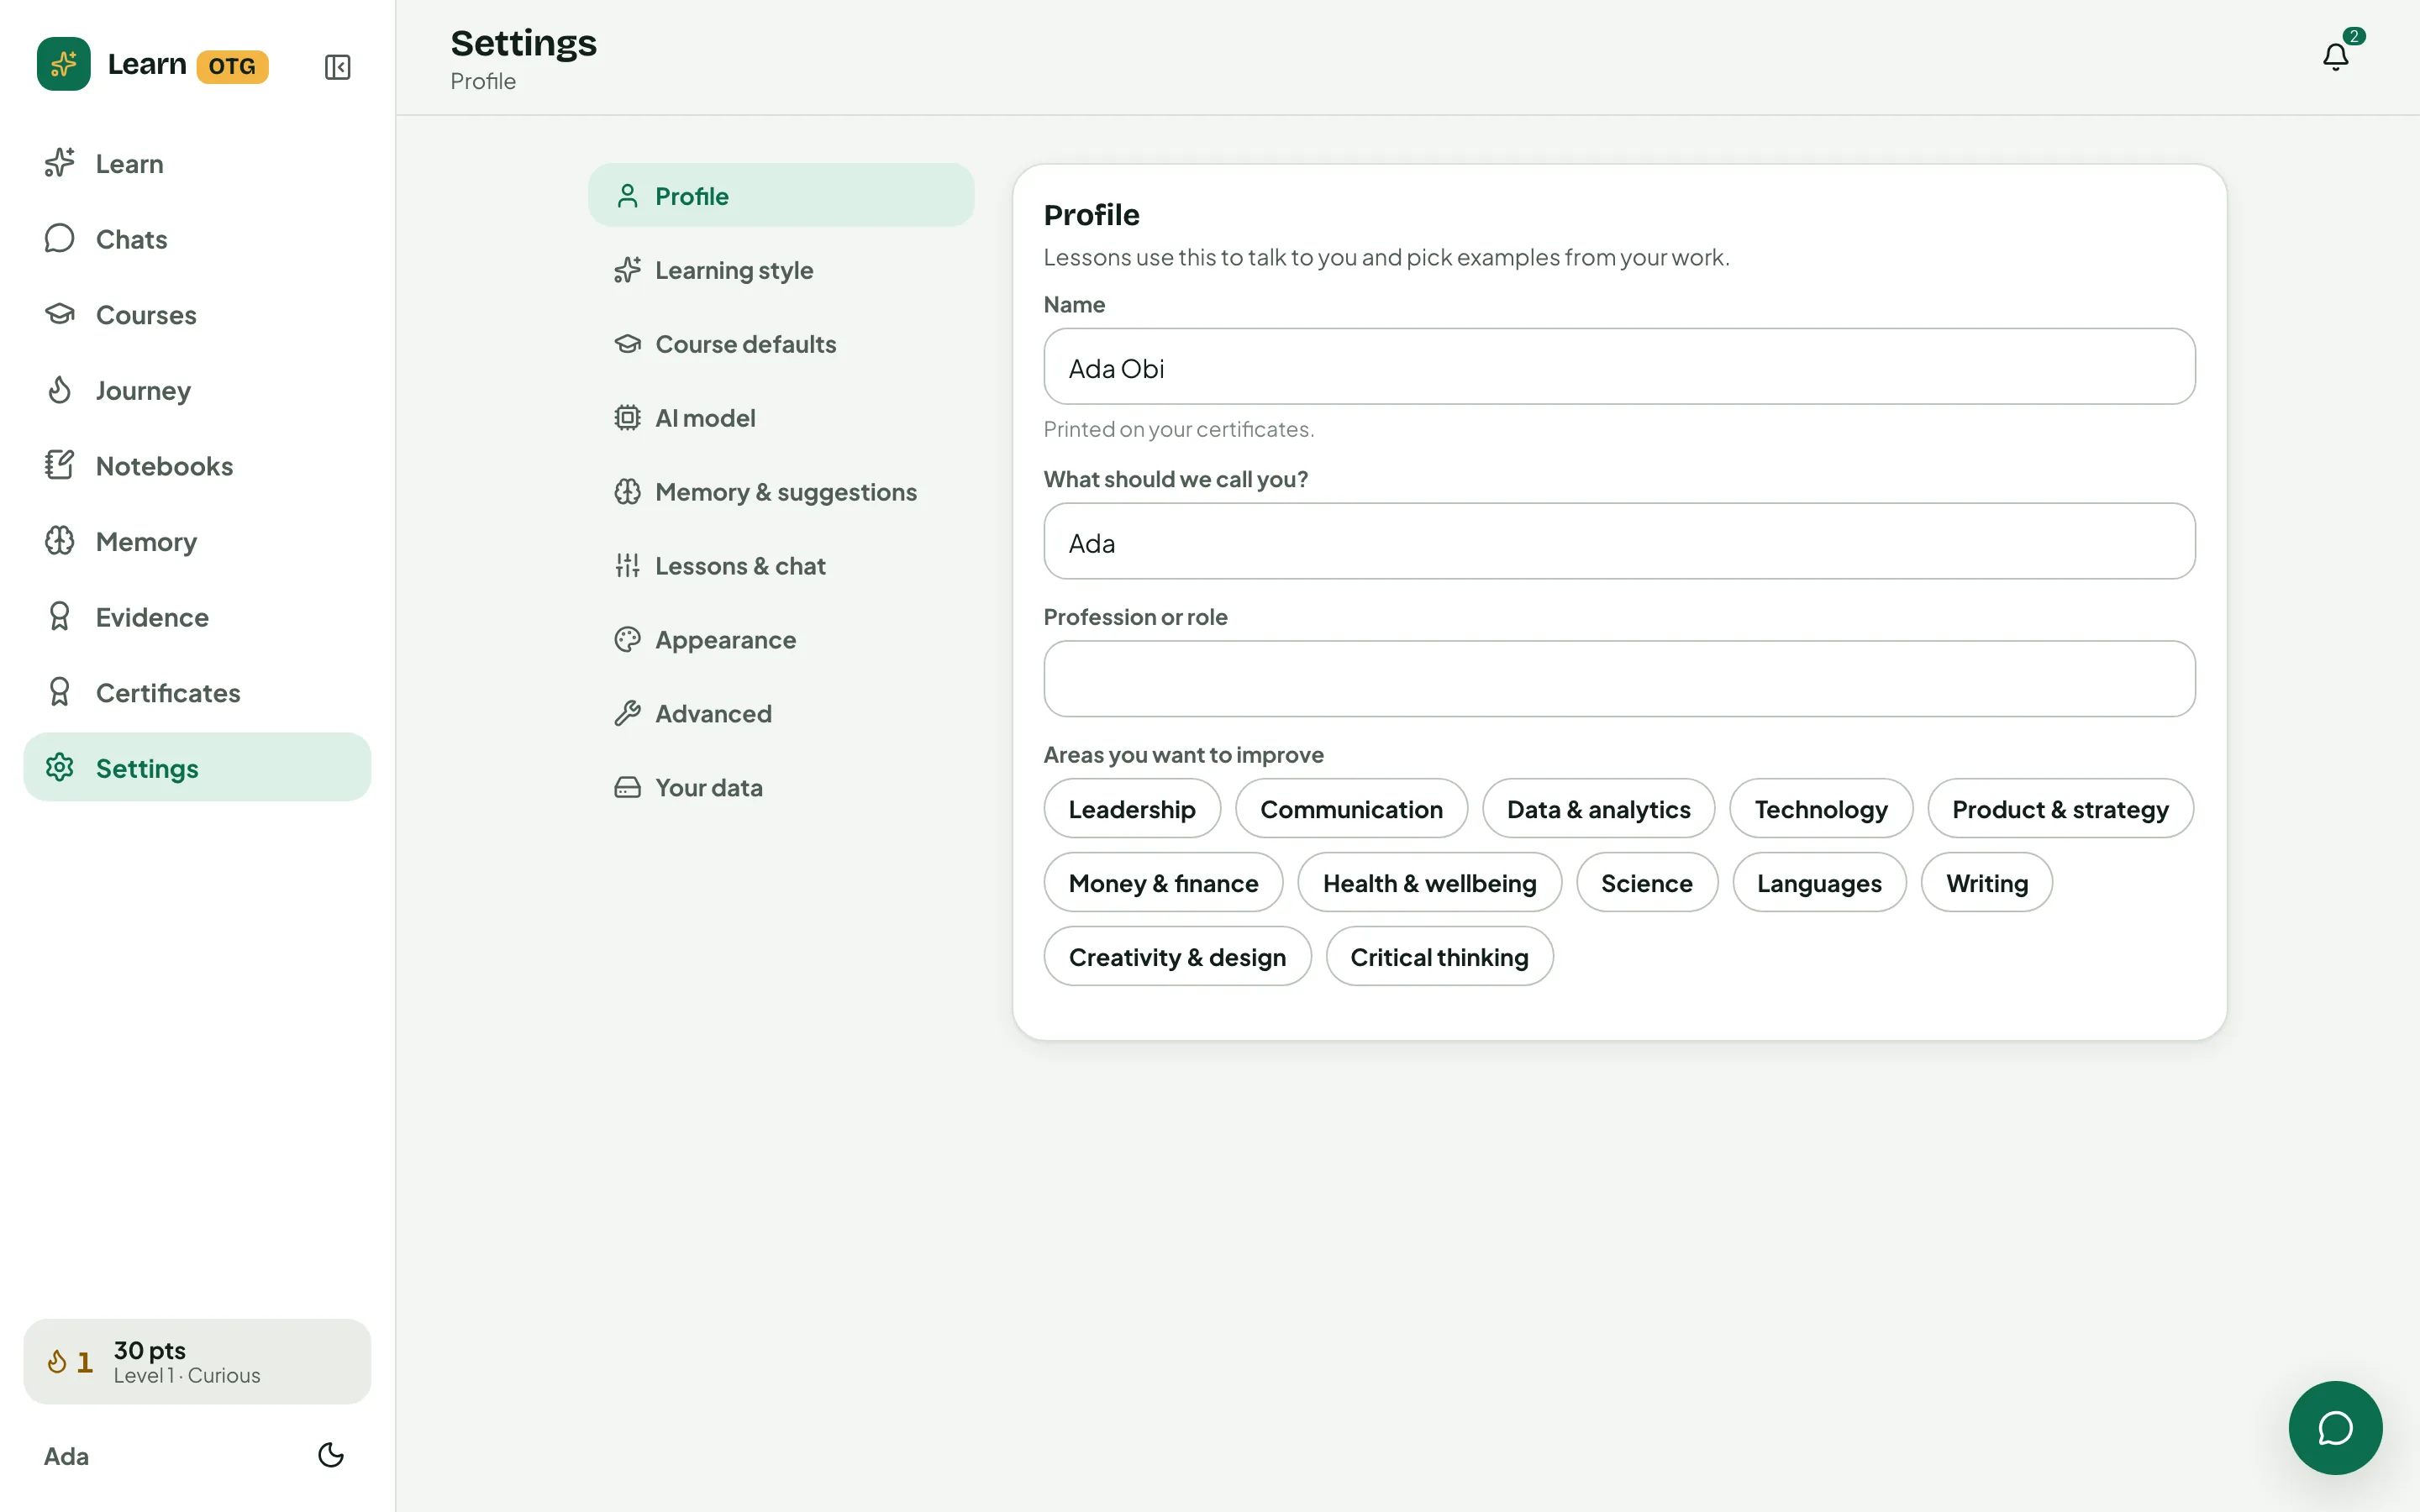 Learn OTG
Learn
Chats
Courses
Journey
Notebooks
Memory
Evidence
Certificates
Settings
1
30 pts
Level 1 · Curious
Ada
Settings
Profile
2
Profile
Learning style
Course defaults
AI model
Memory & suggestions
Lessons & chat
Appearance
Advanced
Your data
Profile
Lessons use this to talk to you and pick examples from your work.
Name
Ada Obi
Printed on your certificates.
What should we call you?
Ada
Profession or role
Areas you want to improve
Leadership Communication Data & analytics Technology Product & strategy
Money & finance Health & wellbeing Science Languages Writing
Creativity & design Critical thinking